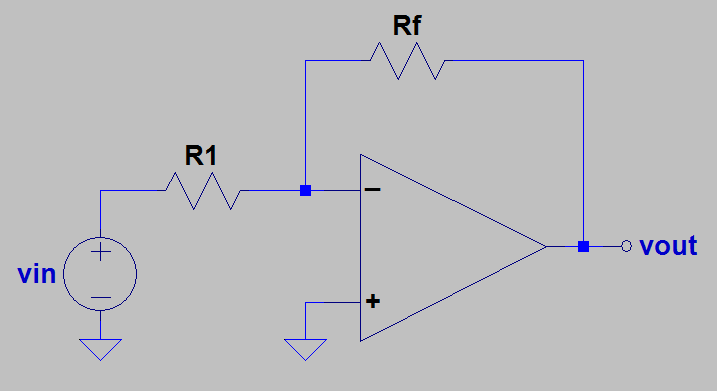 Rf
R1
−
+
−
vin
+
vout